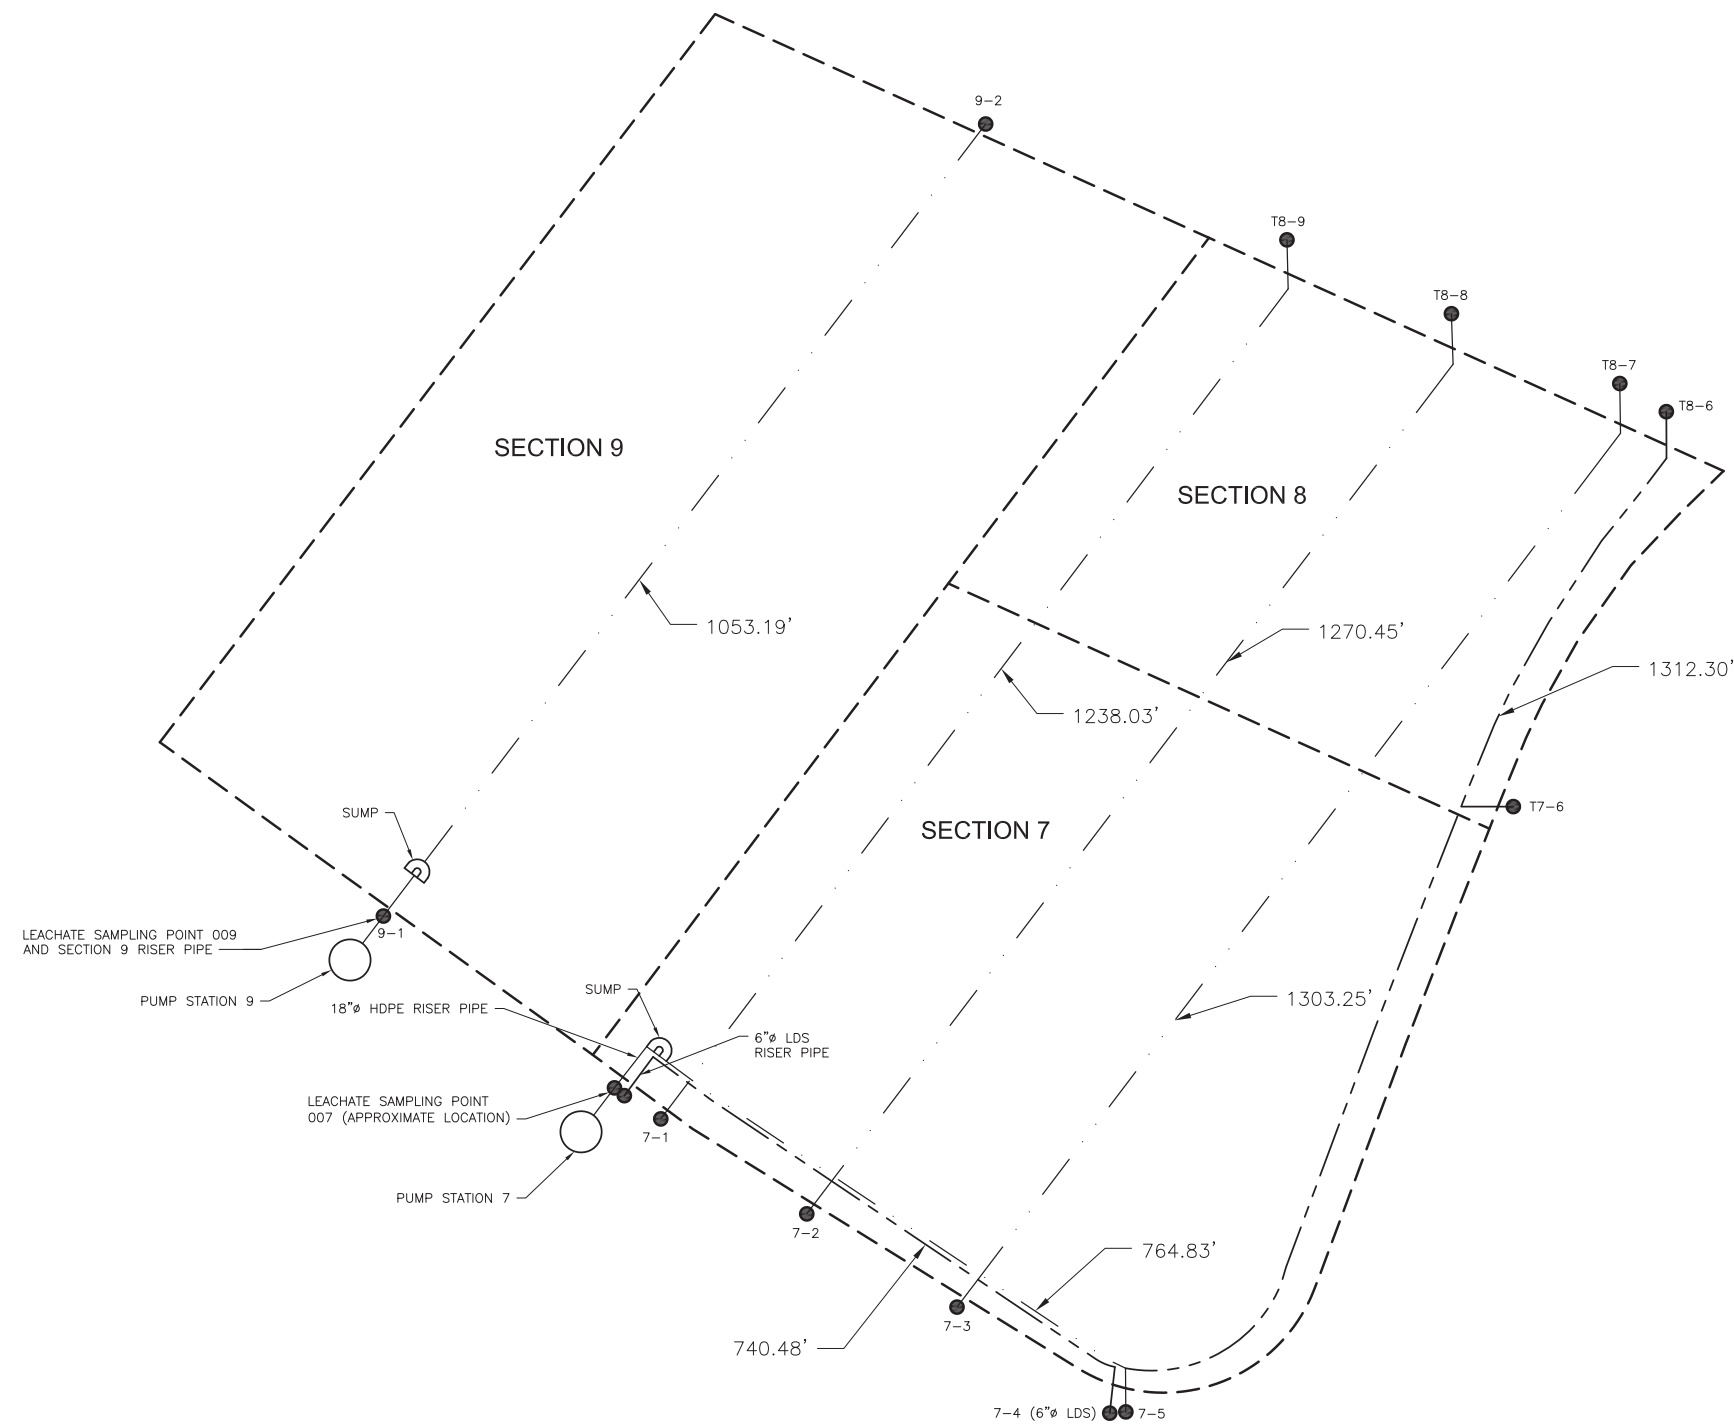 9-2
T8-9
T8-8
T8-7
T8-6
SECTION 9
SECTION 8
1053.19'
1270.45'
1312.30'
1238.03'
SUMP
T7-6
SECTION 7
LEACHATE SAMPLING POINT 009
AND SECTION 9 RISER PIPE
9-1
PUMP STATION 9
18"ø HDPE RISER PIPE
SUMP
1303.25'
6"ø LDS
RISER PIPE
LEACHATE SAMPLING POINT
007 (APPROXIMATE LOCATION)
7-1
PUMP STATION 7
7-2
764.83'
7-3
740.48'
7-4 (6"ø LDS)
7-5